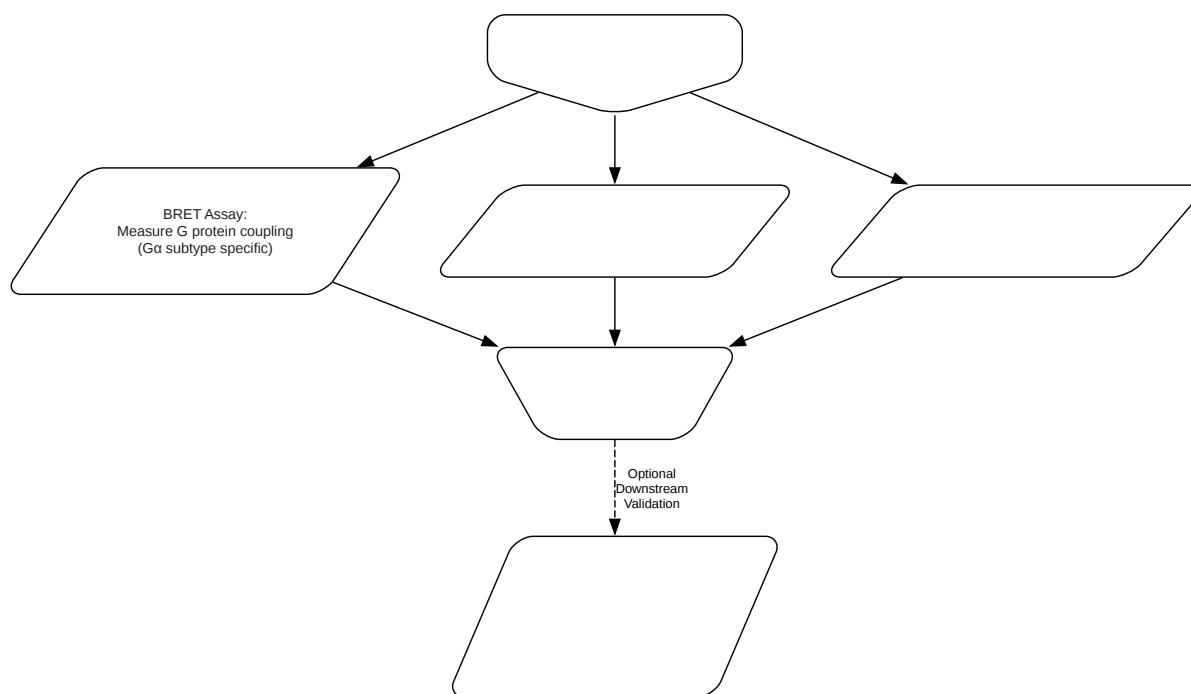 BRET Assay:
Measure G protein coupling
(Gα subtype specific)
Optional
Downstream
Validation